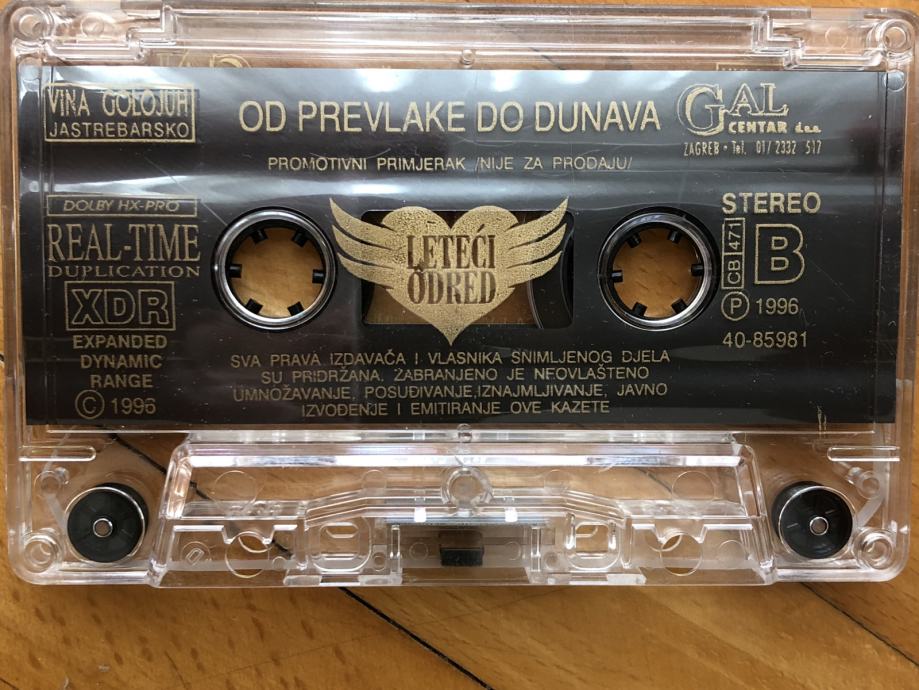 VINA GOLOJUH
JASTREBARSKO
OD PREVLAKE DO DUNAVA
GAL
CENTAR d.o.o.
ZAGREB • Tel. 01/ 2332 517
PROMOTIVNI PRIMJERAK /NIJE ZA PRODAJU/
DOLBY HX-PRO
REAL-TIME
DUPLICATION
XDR
EXPANDED
DYNAMIC
RANGE
© 1996
LETEĆI
ODRED
STEREO
CB 471
B
℗ 1996
40-85981
SVA PRAVA IZDAVAČA I VLASNIKA SNIMLJENOG DJELA
SU PRIDRŽANA. ZABRANJENO JE NEOVLAŠTENO
UMNOŽAVANJE, POSUĐIVANJE,IZNAJMLJIVANJE, JAVNO
IZVOĐENJE I EMITIRANJE OVE KAZETE